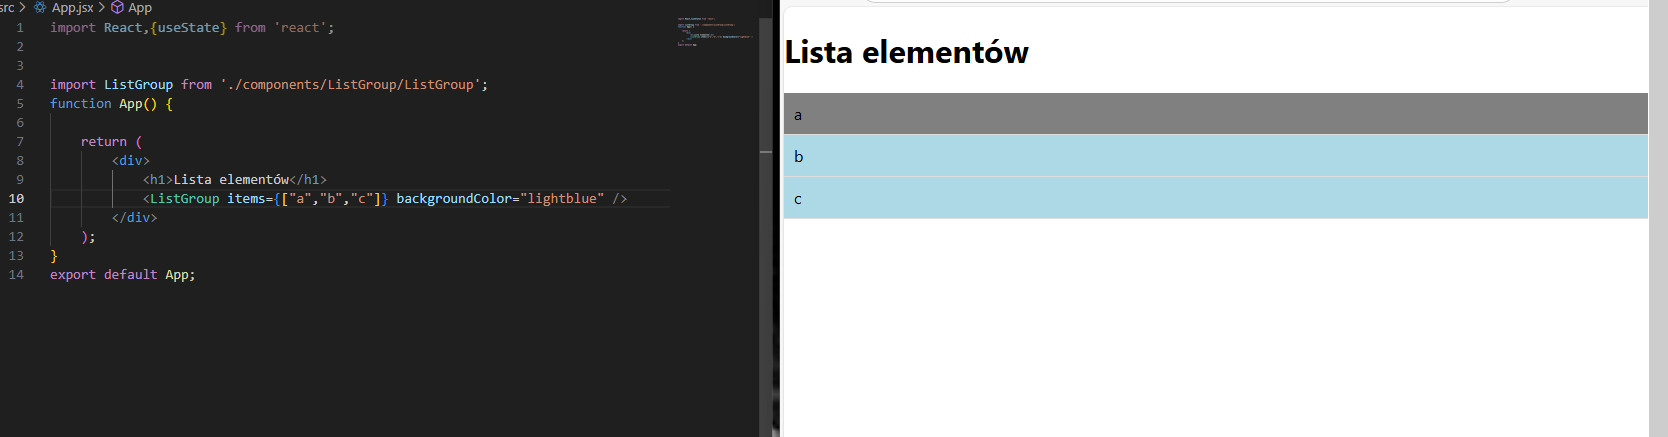 src > App.jsx > App
1 import React,{useState} from 'react';
2
3
4 import ListGroup from './components/ListGroup/ListGroup';
5 function App() {
6
7 return (
8 <div>
9 <h1>Lista elementów</h1>
10 <ListGroup items={["a","b","c"]} backgroundColor="lightblue" />
11 </div>
12 );
13 }
14 export default App;
Lista elementów
a
b
c